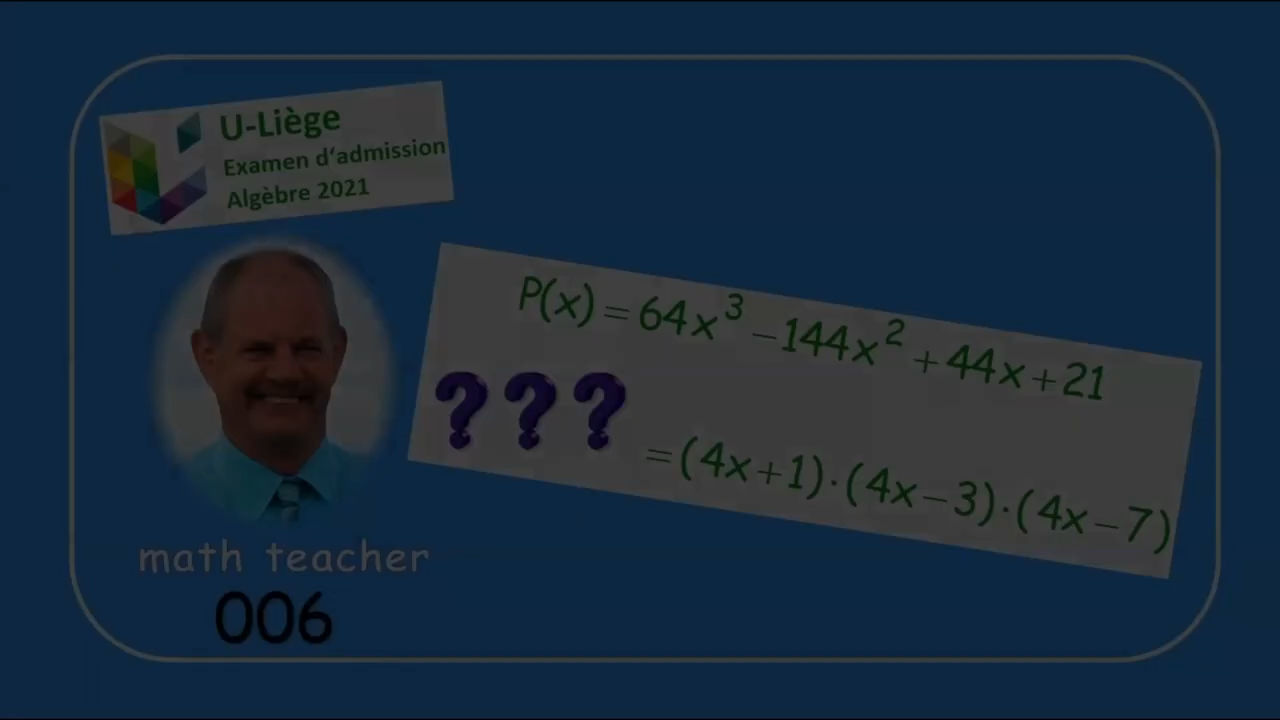 U-Liège
Examen d‘admission
Algèbre 2021
P(x) = 64x³ – 144x² + 44x + 21
???
= (4x + 1) · (4x – 3) · (4x – 7)
math teacher
006